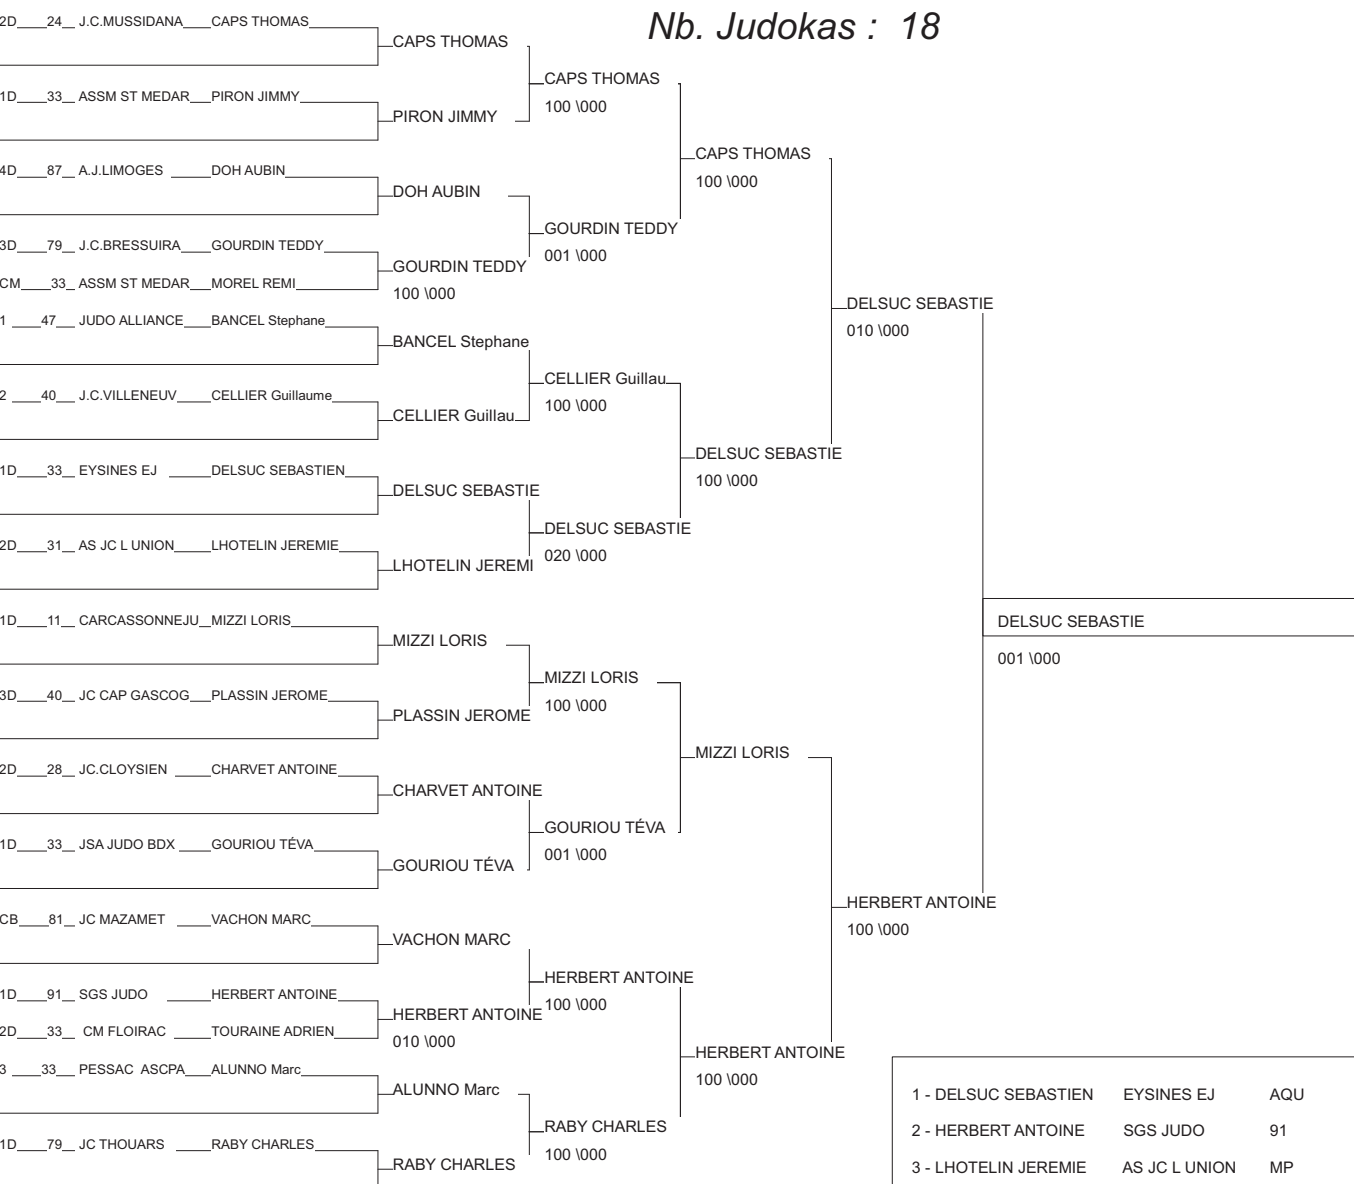 Nb. Judokas : 18
2D 24 J.C.MUSSIDANA CAPS THOMAS
CAPS THOMAS
CAPS THOMAS
100 \000
1D 33 ASSM ST MEDAR PIRON JIMMY
PIRON JIMMY
CAPS THOMAS
100 \000
4D 87 A.J.LIMOGES DOH AUBIN
DOH AUBIN
GOURDIN TEDDY
001 \000
3D 79 J.C.BRESSUIRA GOURDIN TEDDY
GOURDIN TEDDY
100 \000
CM 33 ASSM ST MEDAR MOREL REMI
DELSUC SEBASTIE
010 \000
1 47 JUDO ALLIANCE BANCEL Stephane
BANCEL Stephane
CELLIER Guillau
100 \000
2 40 J.C.VILLENEUV CELLIER Guillaume
CELLIER Guillau
DELSUC SEBASTIE
100 \000
1D 33 EYSINES EJ DELSUC SEBASTIEN
DELSUC SEBASTIE
DELSUC SEBASTIE
020 \000
2D 31 AS JC L UNION LHOTELIN JEREMIE
LHOTELIN JEREMI
DELSUC SEBASTIE
001 \000
1D 11 CARCASSONNEJU MIZZI LORIS
MIZZI LORIS
MIZZI LORIS
100 \000
3D 40 JC CAP GASCOG PLASSIN JEROME
PLASSIN JEROME
MIZZI LORIS
2D 28 JC.CLOYSIEN CHARVET ANTOINE
CHARVET ANTOINE
GOURIOU TÉVA
001 \000
1D 33 JSA JUDO BDX GOURIOU TÉVA
GOURIOU TÉVA
HERBERT ANTOINE
100 \000
CB 81 JC MAZAMET VACHON MARC
VACHON MARC
HERBERT ANTOINE
100 \000
1D 91 SGS JUDO HERBERT ANTOINE
HERBERT ANTOINE
010 \000
2D 33 CM FLOIRAC TOURAINE ADRIEN
HERBERT ANTOINE
100 \000
3 33 PESSAC ASCPA ALUNNO Marc
ALUNNO Marc
RABY CHARLES
100 \000
1D 79 JC THOUARS RABY CHARLES
RABY CHARLES
1 - DELSUC SEBASTIEN EYSINES EJ AQU
2 - HERBERT ANTOINE SGS JUDO 91
3 - LHOTELIN JEREMIE AS JC L UNION MP